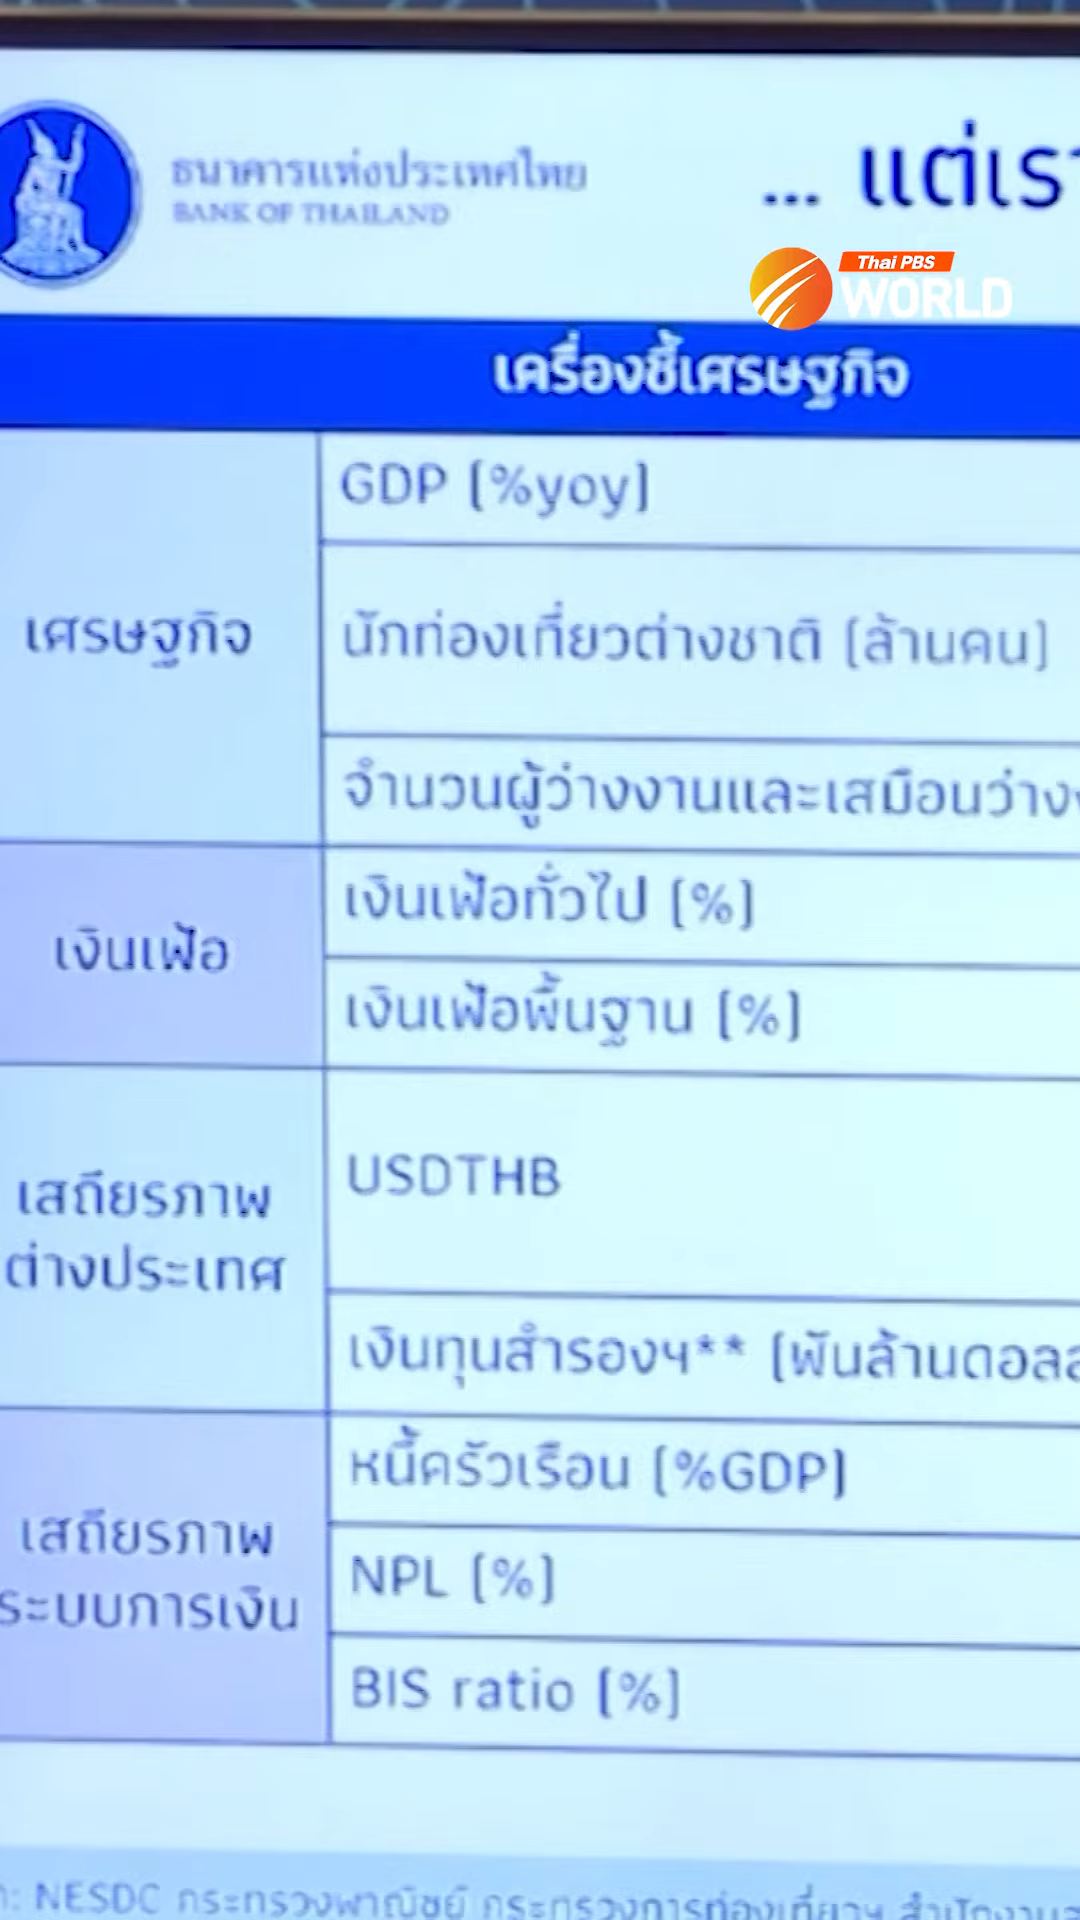 ธนาคารแห่งประเทศไทย
BANK OF THAILAND
... แต่เรา
Thai PBS
WORLD
เครื่องชี้เศรษฐกิจ
เศรษฐกิจ
GDP (%yoy)
นักท่องเที่ยวต่างชาติ (ล้านคน)
จำนวนผู้ว่างงานและเสมือนว่าง
เงินเฟ้อ
เงินเฟ้อทั่วไป (%)
เงินเฟ้อพื้นฐาน (%)
เสถียรภาพ
ต่างประเทศ
USDTHB
เงินทุนสำรองฯ** (พันล้านดอลล
เสถียรภาพ
ระบบการเงิน
หนี้ครัวเรือน (%GDP)
NPL (%)
BIS ratio (%)
: NESDC กระทรวงพาณิชย์ กระทรวงการท่องเที่ยวฯ สำนักงาน